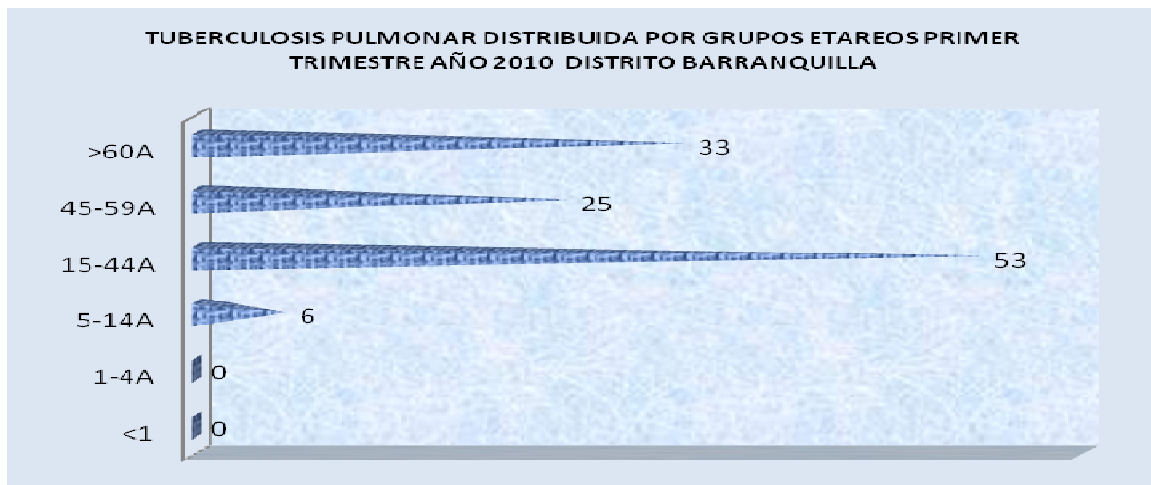 TUBERCULOSIS PULMONAR DISTRIBUIDA POR GRUPOS ETAREOS PRIMER
TRIMESTRE AÑO 2010 DISTRITO BARRANQUILLA
>60A 33
45-59A 25
15-44A 53
5-14A 6
1-4A 0
<1 0